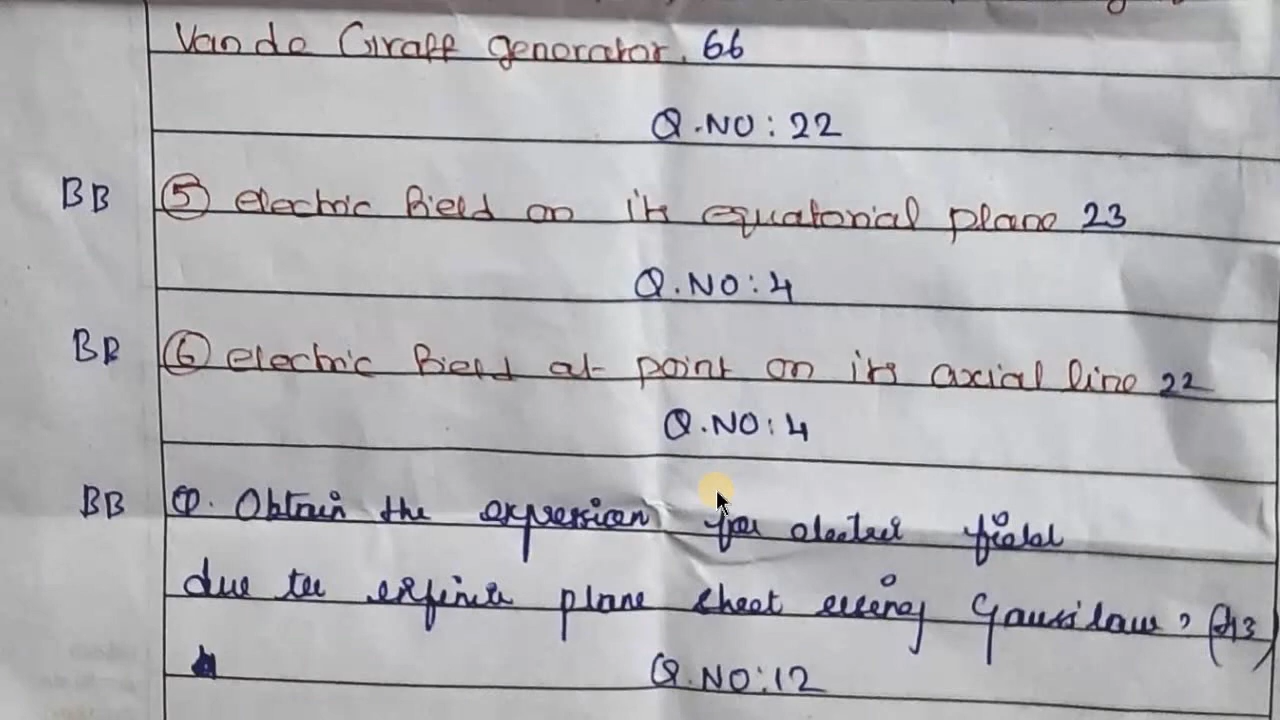 Van de Giraff generator. 66
Q.NO: 22
BB ⑤ electric field on its equatorial plane 23
Q.NO: 4
BB ⑥ electric field at point on its axial line 22
Q.NO: 4
BB Obtain the expression for electric field
due to infinite plane sheet using Gauss law,
Q.NO: 12